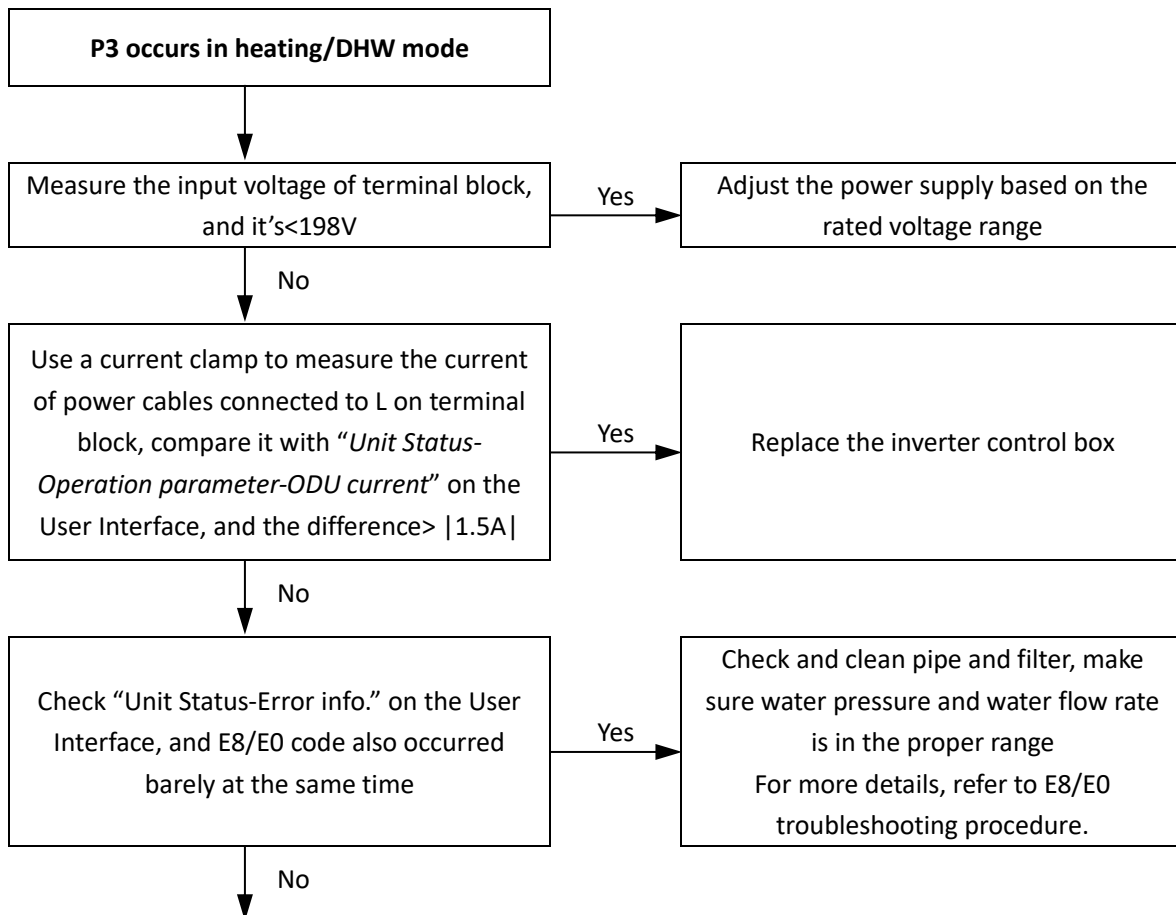 P3 occurs in heating/DHW mode
Measure the input voltage of terminal block,
and it’s<198V
Yes
Adjust the power supply based on the
rated voltage range
No
Use a current clamp to measure the current
of power cables connected to L on terminal
block, compare it with “Unit Status-
Operation parameter-ODU current” on the
User Interface, and the difference> |1.5A|
Yes
Replace the inverter control box
No
Check “Unit Status-Error info.” on the User
Interface, and E8/E0 code also occurred
barely at the same time
Yes
Check and clean pipe and filter, make
sure water pressure and water flow rate
is in the proper range
For more details, refer to E8/E0
troubleshooting procedure.
No